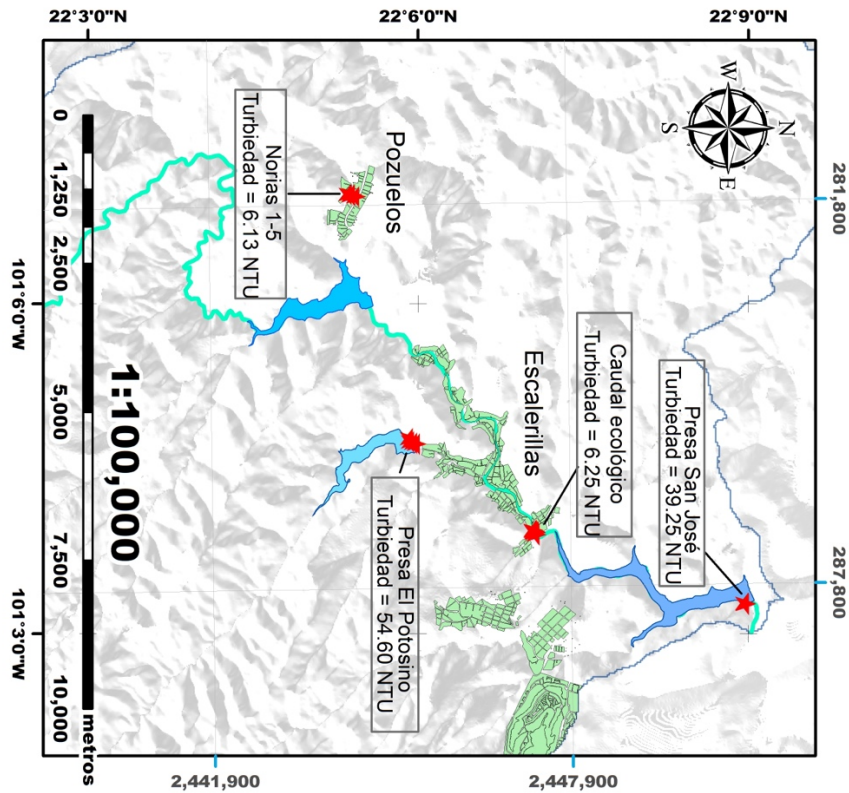 22°3'0"N
22°6'0"N
22°9'0"N
281,800
287,800
N
S
W
E
Pozuelos
Norias 1-5
Turbiedad = 6.13 NTU
Escalerillas
Caudal ecológico
Turbiedad = 6.25 NTU
Presa San José
Turbiedad = 39.25 NTU
Presa El Potosino
Turbiedad = 54.60 NTU
1:100,000
0
1,250
2,500
5,000
7,500
10,000
metros
101°6'0"W
101°3'0"W
2,441,900
2,447,900